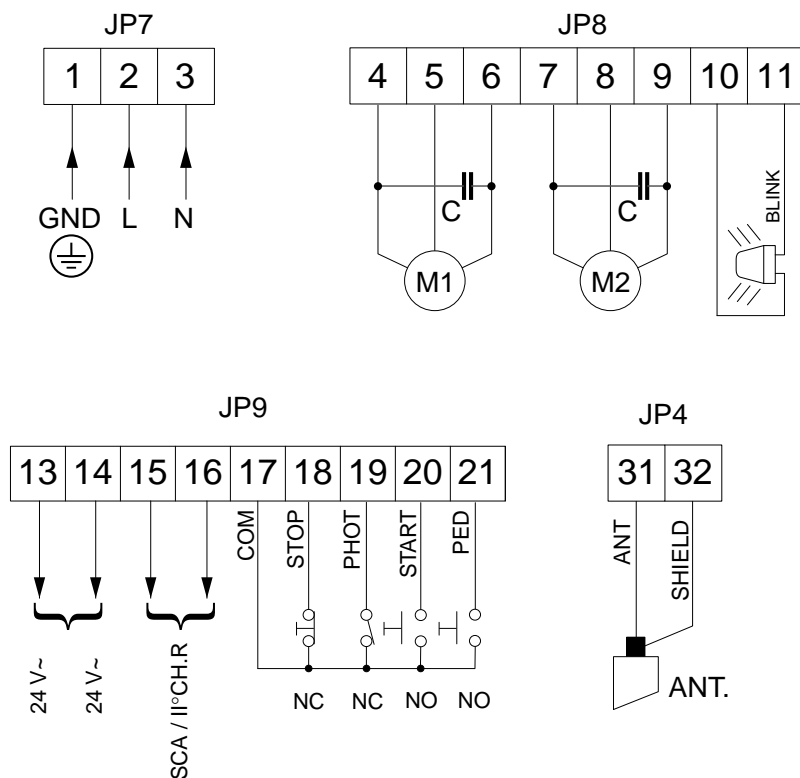 JP7
1 2 3
GND L N
JP8
4 5 6 7 8 9 10 11
C
C
BLINK
M1
M2
JP9
13 14 15 16 17 18 19 20 21
COM
STOP
PHOT
START
PED
24 V~
24 V~
SCA / II°CH.R
NC NC NO NO
JP4
31 32
ANT
SHIELD
ANT.